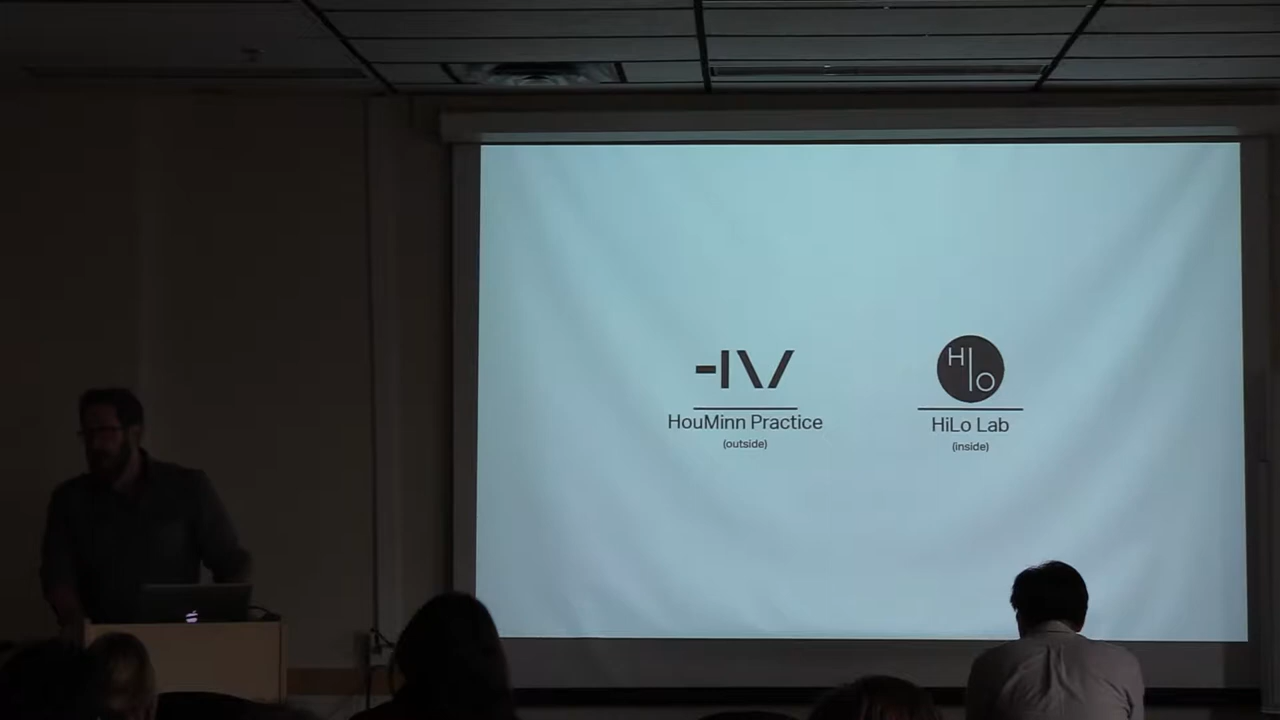 HouMinn Practice
(outside)
HI
LO
HiLo Lab
(inside)